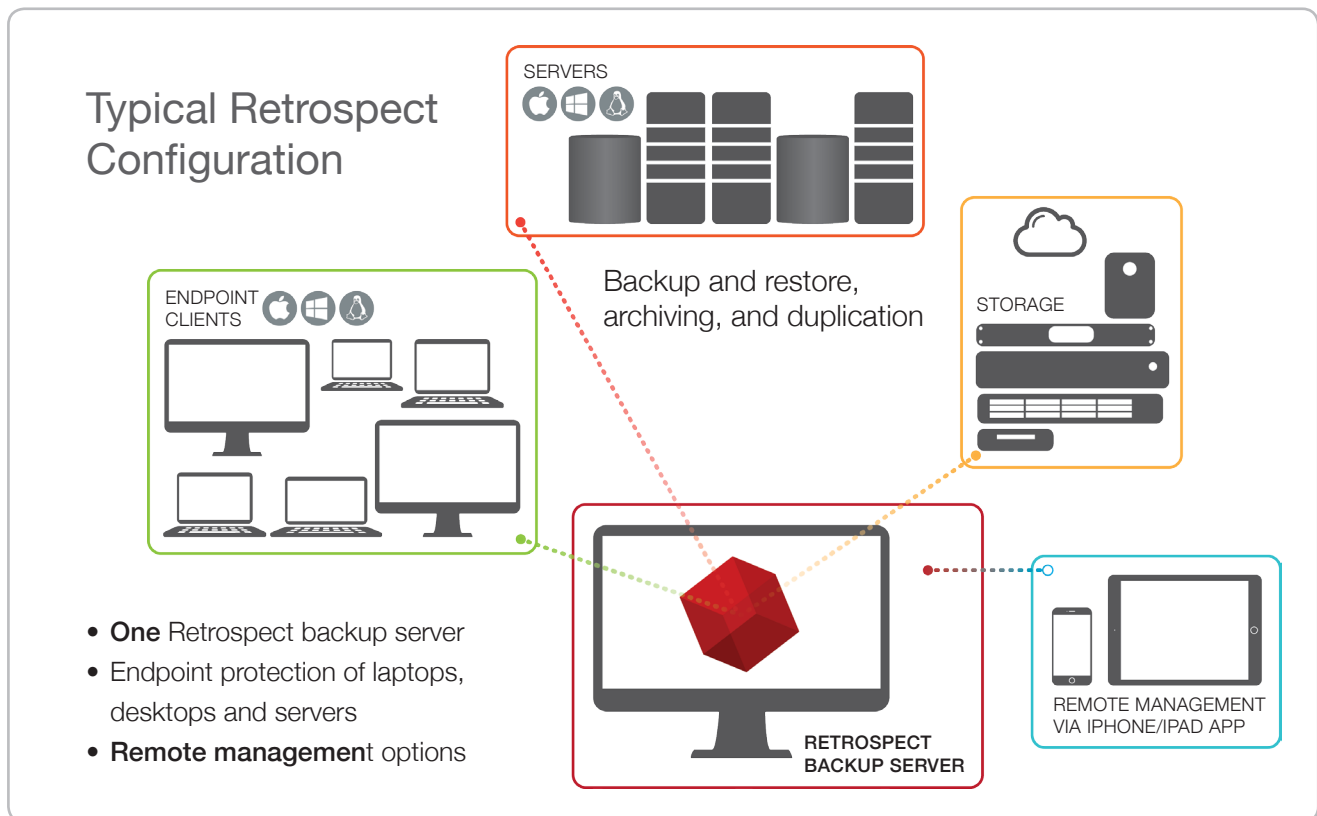 Typical Retrospect
Configuration
SERVERS
ENDPOINT
CLIENTS
Backup and restore,
archiving, and duplication
STORAGE
• One Retrospect backup server
• Endpoint protection of laptops,
desktops and servers
• Remote management options
RETROSPECT
BACKUP SERVER
REMOTE MANAGEMENT
VIA IPHONE/IPAD APP